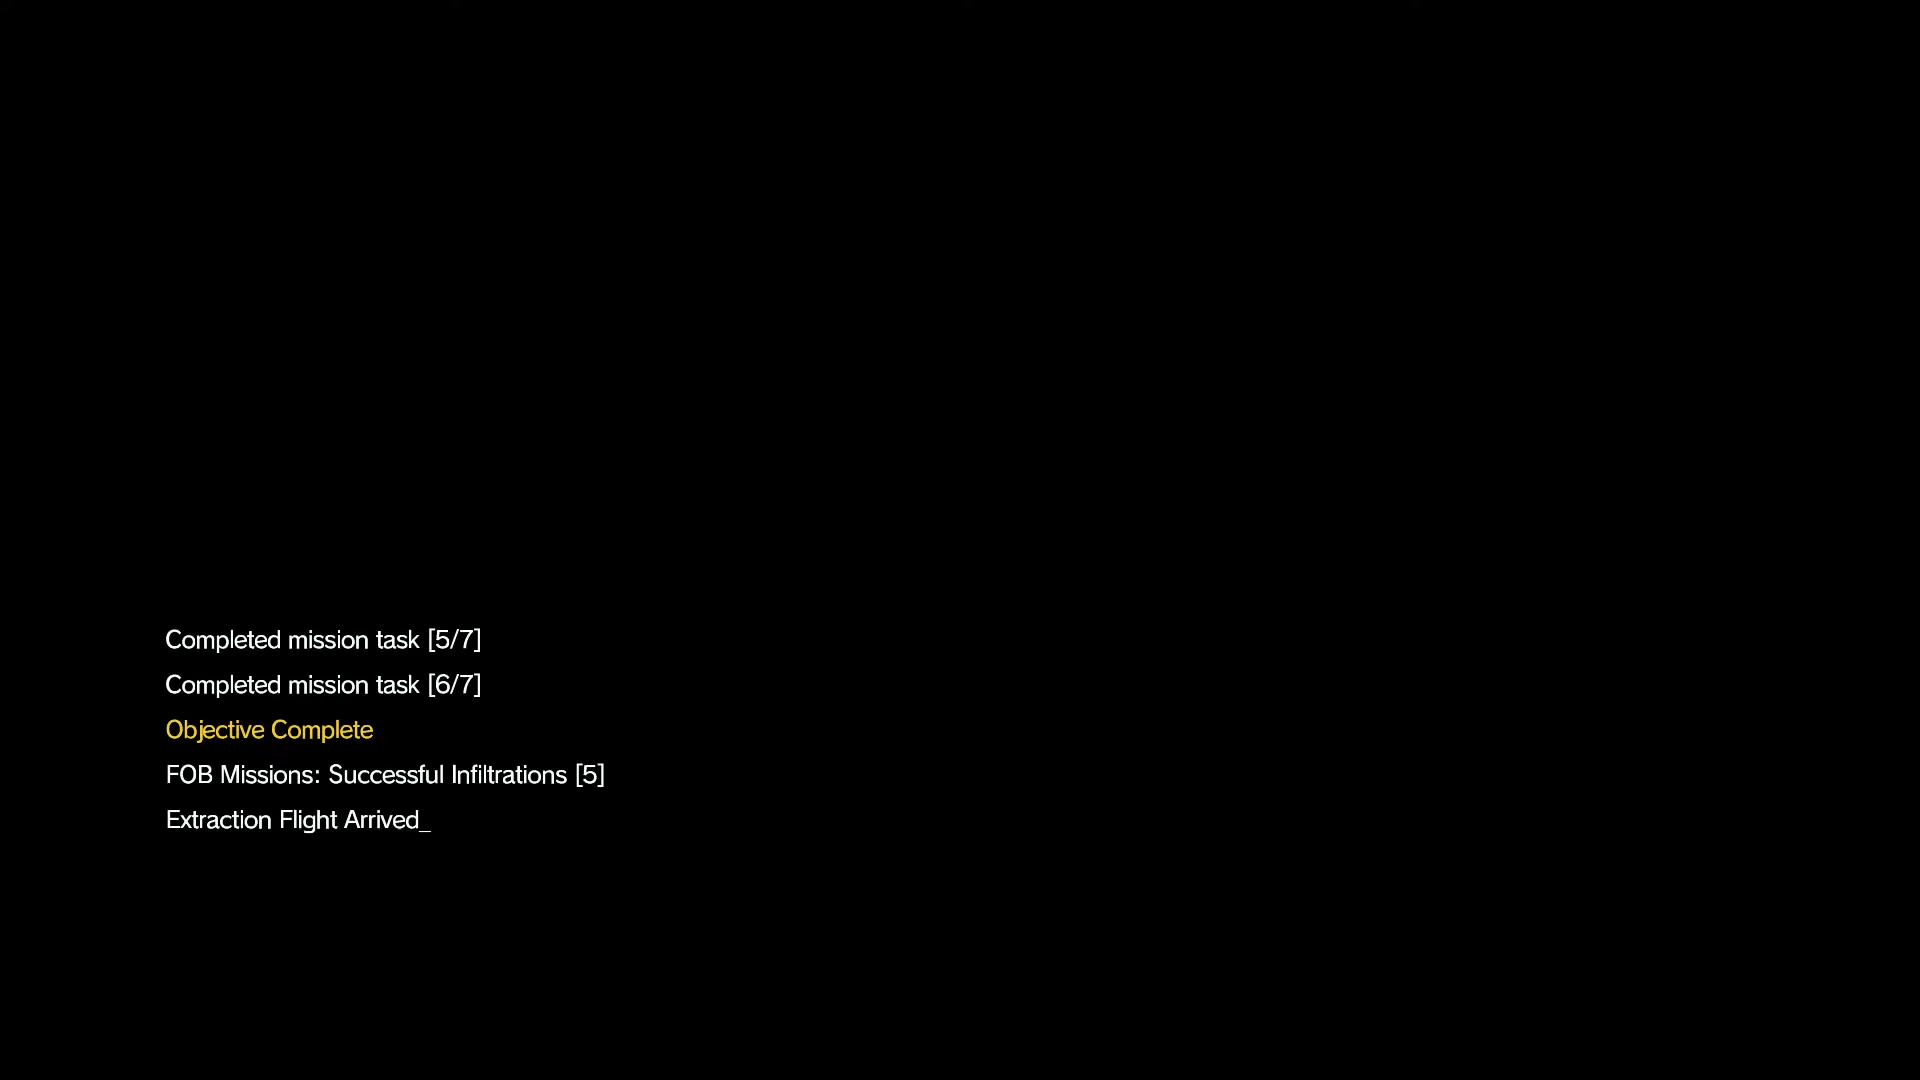 Completed mission task [5/7]
Completed mission task [6/7]
Objective Complete
FOB Missions: Successful Infiltrations [5]
Extraction Flight Arrived_